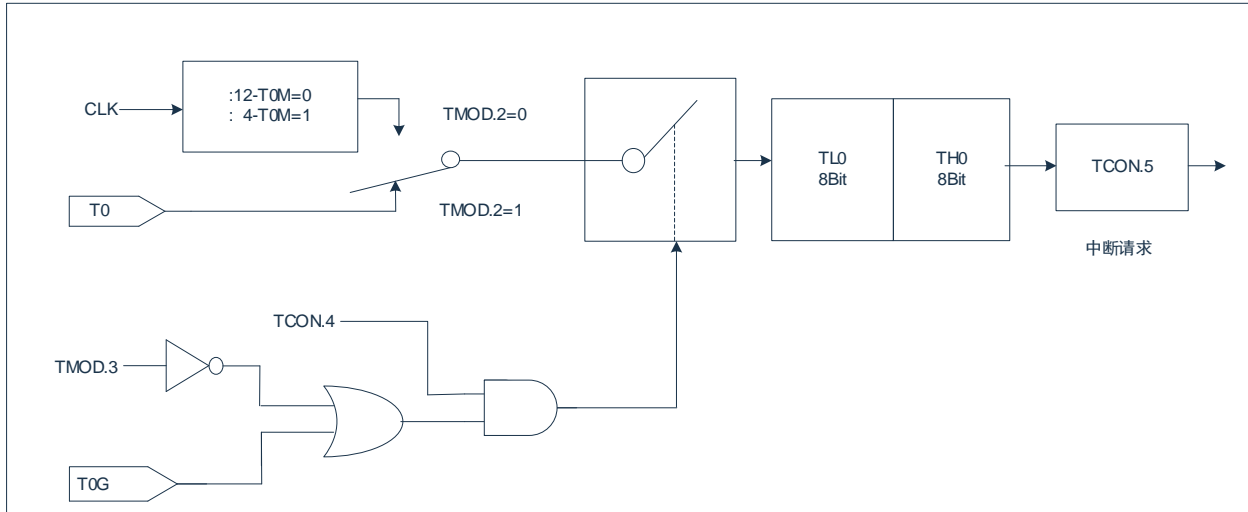 CLK
:12-T0M=0
: 4-T0M=1
TMOD.2=0
T0
TMOD.2=1
TL0
8Bit
TH0
8Bit
TCON.5
中断请求
TCON.4
TMOD.3
T0G